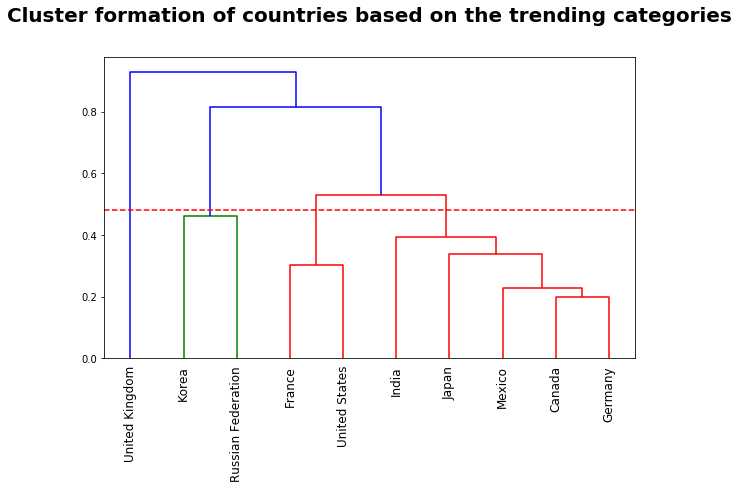 Cluster formation of countries based on the trending categories
0.8
0.6
0.4
0.2
0.0
United Kingdom
Korea
Russian Federation
France
United States
India
Japan
Mexico
Canada
Germany